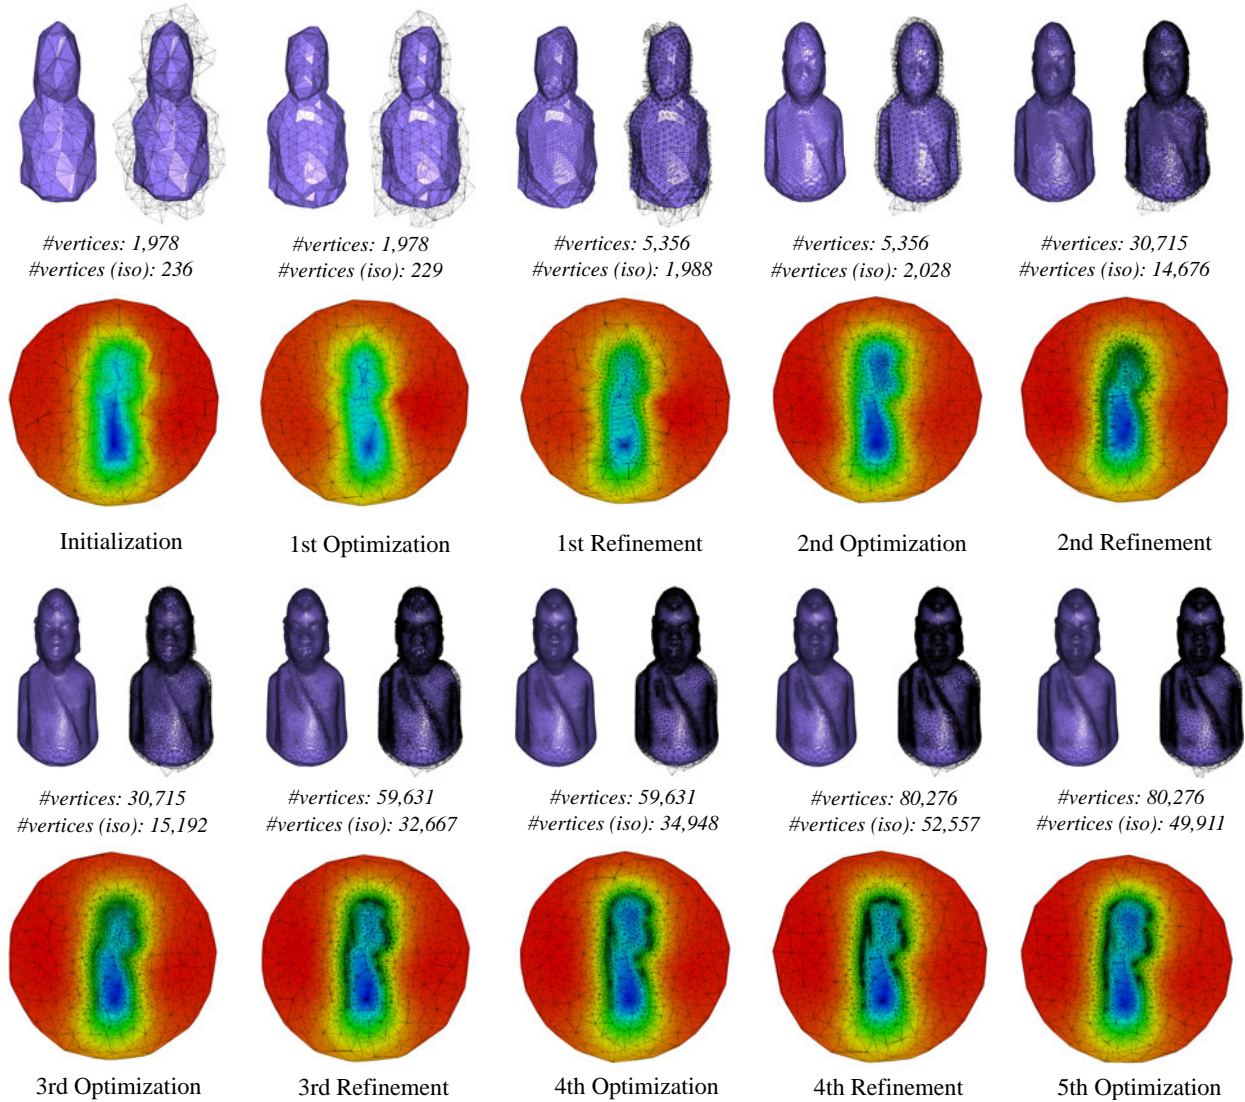 #vertices: 1,978
#vertices (iso): 236
#vertices: 1,978
#vertices (iso): 229
#vertices: 5,356
#vertices (iso): 1,988
#vertices: 5,356
#vertices (iso): 2,028
#vertices: 30,715
#vertices (iso): 14,676
Initialization
1st Optimization
1st Refinement
2nd Optimization
2nd Refinement
#vertices: 30,715
#vertices (iso): 15,192
#vertices: 59,631
#vertices (iso): 32,667
#vertices: 59,631
#vertices (iso): 34,948
#vertices: 80,276
#vertices (iso): 52,557
#vertices: 80,276
#vertices (iso): 49,911
3rd Optimization
3rd Refinement
4th Optimization
4th Refinement
5th Optimization